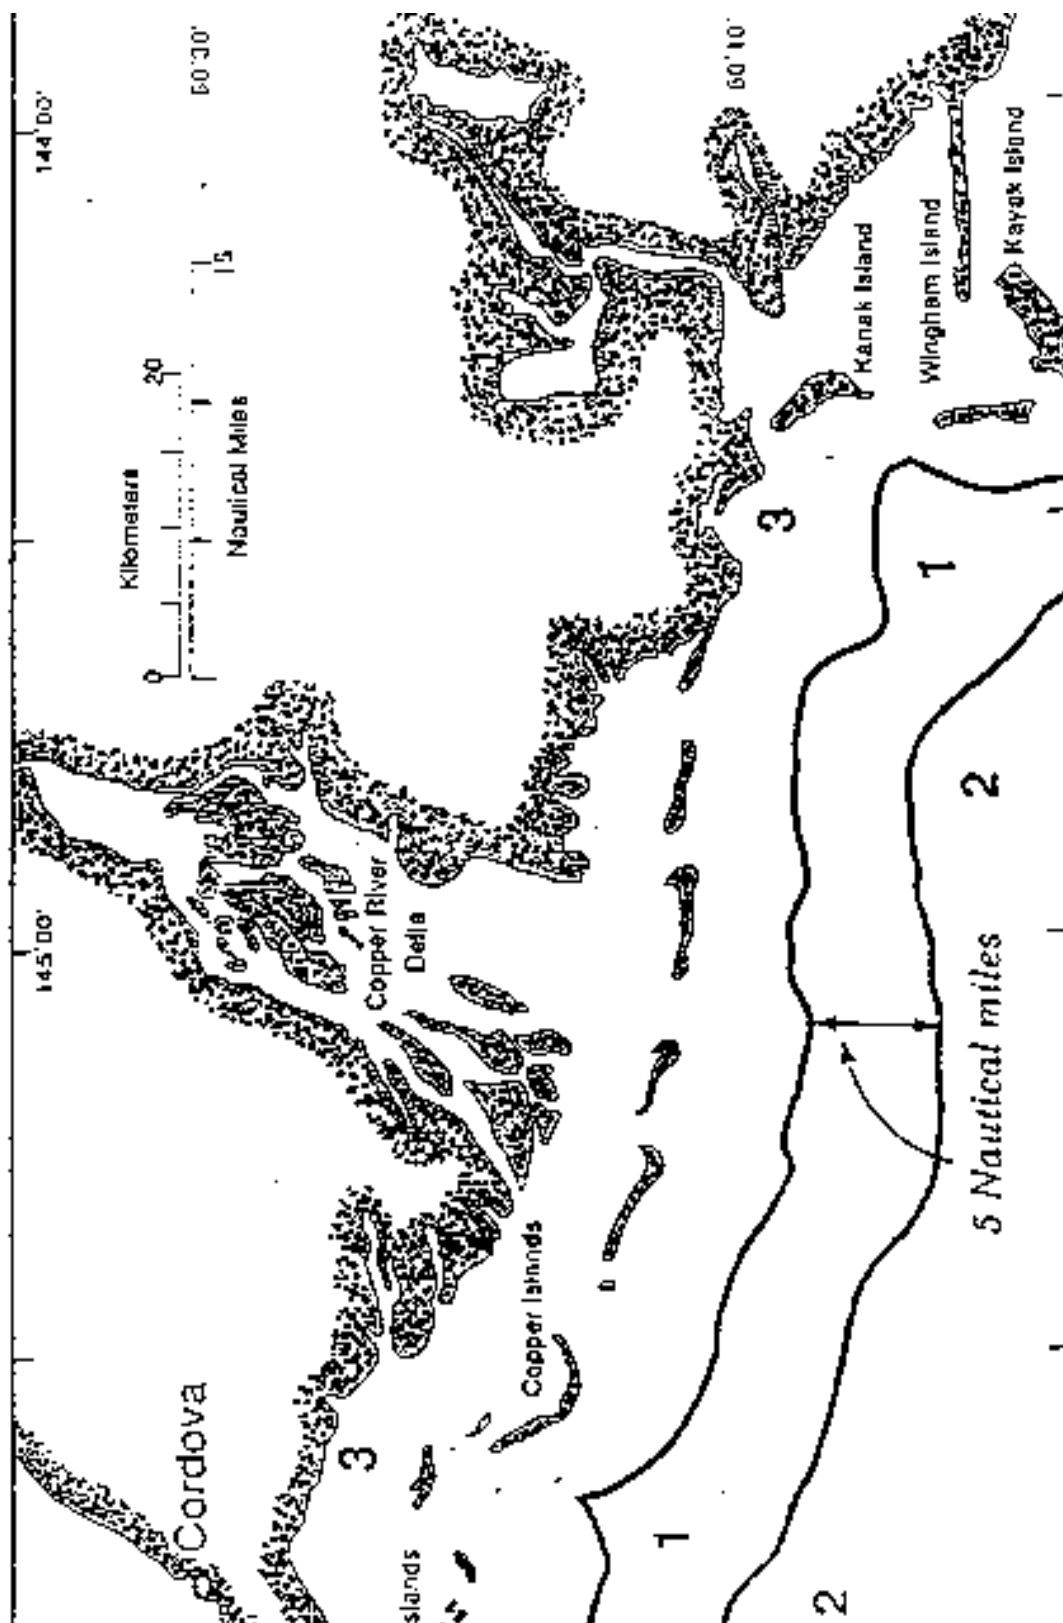 145°00'
144°00'
Kilometers
0
20
Cordova
60°30'
15
Nautical Miles
3
Copper River
Delta
slands
Copper Islands
1
60°10'
3
2
Kanak Island
Wingham Island
1
2
5 Nautical miles
Kayak Island